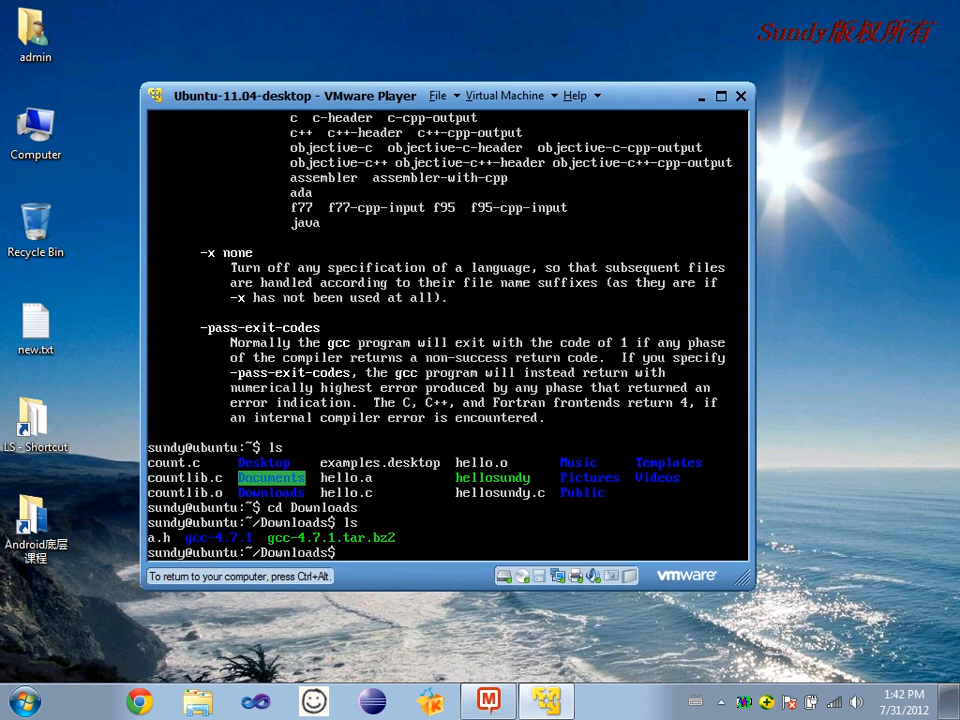 admin
Sundy版权所有
Ubuntu-11.04-desktop - VMware Player File Virtual Machine Help
Computer
Recycle Bin
new.txt
LS - Shortcut
Android底层
课程
c c-header c-cpp-output
c++ c++-header c++-cpp-output
objective-c objective-c-header objective-c-cpp-output
objective-c++ objective-c++-header objective-c++-cpp-output
assembler assembler-with-cpp
ada
f77 f77-cpp-input f95 f95-cpp-input
java
-x none
Turn off any specification of a language, so that subsequent files
are handled according to their file name suffixes (as they are if
-x has not been used at all).
-pass-exit-codes
Normally the gcc program will exit with the code of 1 if any phase
of the compiler returns a non-success return code. If you specify
-pass-exit-codes, the gcc program will instead return with
numerically highest error produced by any phase that returned an
error indication. The C, C++, and Fortran frontends return 4, if
an internal compiler error is encountered.
sundy@ubuntu:~$ ls
count.c Desktop examples.desktop hello.o Music Templates
countlib.c Documents hello.a hellosundy Pictures Videos
countlib.o Downloads hello.c hellosundy.c Public
sundy@ubuntu:~$ cd Downloads
sundy@ubuntu:~/Downloads$ ls
a.h gcc-4.7.1 gcc-4.7.1.tar.bz2
sundy@ubuntu:~/Downloads$
To return to your computer, press Ctrl+Alt.
vmware
1:42 PM
7/31/2012